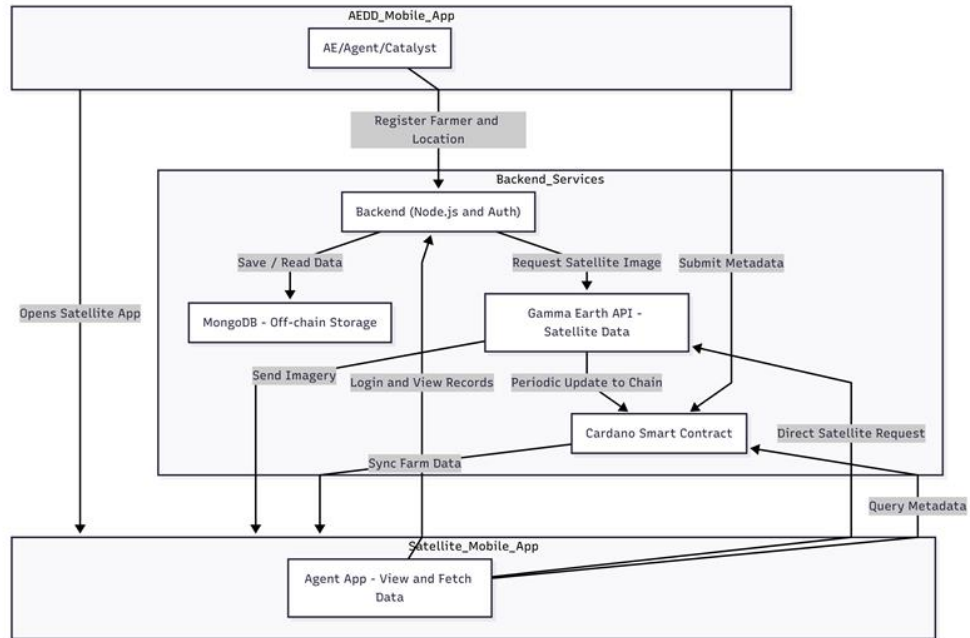 AEDD_Mobile_App
AE/Agent/Catalyst
Register Farmer and
Location
Backend_Services
Backend (Node.js and Auth)
Save / Read Data
Request Satellite Image
Submit Metadata
Opens Satellite App
MongoDB - Off-chain Storage
Gamma Earth API -
Satellite Data
Send Imagery
Login and View Records
Periodic Update to Chain
Cardano Smart Contract
Direct Satellite Request
Sync Farm Data
Query Metadata
Satellite_Mobile_App
Agent App - View and Fetch
Data